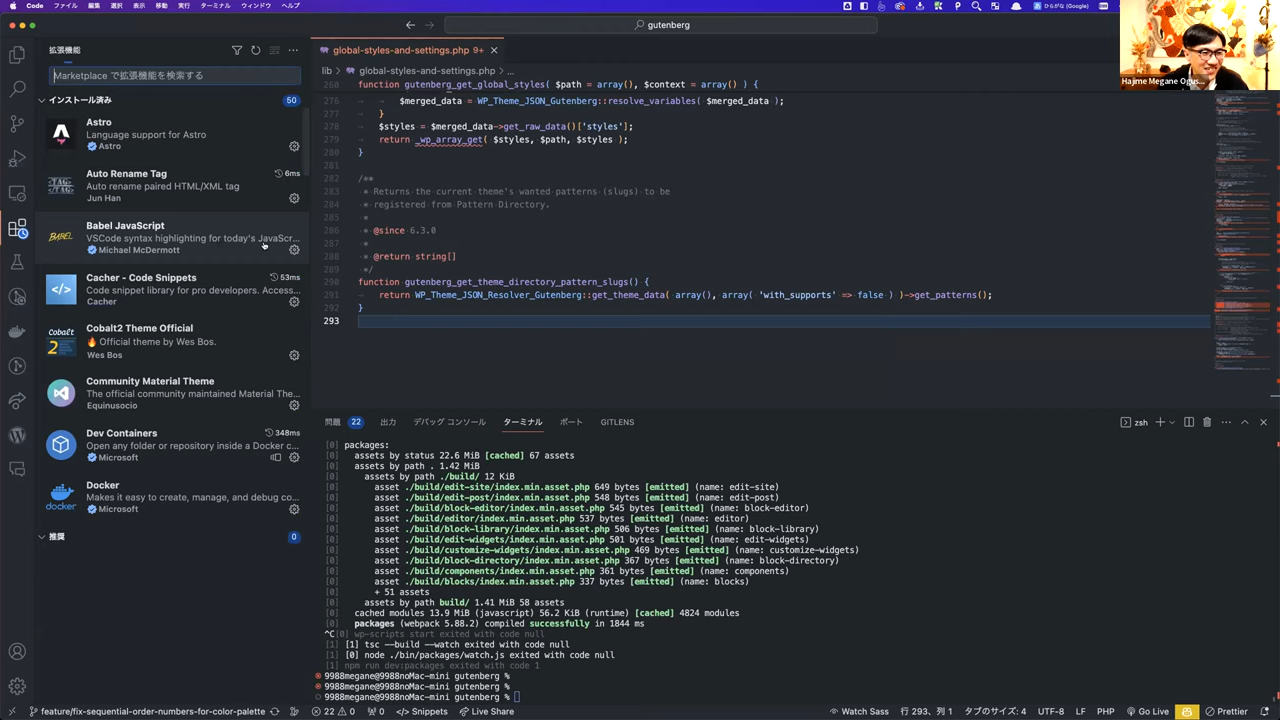 Code ファイル 編集 選択 表示 移動 実行 ターミナル ウィンドウ ヘルプ
ひらがな (Google)
gutenberg
拡張機能
Marketplace で拡張機能を検索する
インストール済み 50
Astro
Language support for Astro
Astro
Auto Rename Tag 6ms
Auto rename paired HTML/XML tag
Jun Han
Babel JavaScript
VSCode syntax highlighting for today's JavaScr...
Michael McDermott
Cacher - Code Snippets 53ms
Code snippet library for pro developers. Access...
Cacher
Cobalt2 Theme Official
🔥 Official theme by Wes Bos.
Wes Bos
Community Material Theme
The official community maintained Material The...
Equinusocio
Dev Containers 348ms
Open any folder or repository inside a Docker c...
Microsoft
Docker
Makes it easy to create, manage, and debug co...
Microsoft
推奨 0
global-styles-and-settings.php 9+
lib > global-styles-and-settings.php > ...
260 function gutenberg_get_global_styles( $path = array(), $context = array() ) {
276 $merged_data = WP_Theme_JSON_Gutenberg::resolve_variables( $merged_data );
277 }
278 $styles = $merged_data->get_raw_data()['styles'];
279 return _wp_array_get( $styles, $path, $styles );
280 }
281
282 /**
283 * Returns the current theme's wanted patterns (slugs) to be
284 * registered from Pattern Directory.
285 *
286 * @since 6.3.0
287 *
288 * @return string[]
289 */
290 function gutenberg_get_theme_directory_pattern_slugs() {
291 return WP_Theme_JSON_Resolver_Gutenberg::get_theme_data( array(), array( 'with_supports' => false ) )->get_patterns();
292 }
293
Hajime Megane Ogus...
問題 22 出力 デバッグ コンソール ターミナル ポート GITLENS
zsh
[0] packages:
[0] assets by status 22.6 MiB [cached] 67 assets
[0] assets by path . 1.42 MiB
[0] assets by path ./build/ 12 KiB
[0] asset ./build/edit-site/index.min.asset.php 649 bytes [emitted] (name: edit-site)
[0] asset ./build/edit-post/index.min.asset.php 548 bytes [emitted] (name: edit-post)
[0] asset ./build/block-editor/index.min.asset.php 545 bytes [emitted] (name: block-editor)
[0] asset ./build/editor/index.min.asset.php 537 bytes [emitted] (name: editor)
[0] asset ./build/block-library/index.min.asset.php 506 bytes [emitted] (name: block-library)
[0] asset ./build/edit-widgets/index.min.asset.php 501 bytes [emitted] (name: edit-widgets)
[0] asset ./build/customize-widgets/index.min.asset.php 469 bytes [emitted] (name: customize-widgets)
[0] asset ./build/block-directory/index.min.asset.php 367 bytes [emitted] (name: block-directory)
[0] asset ./build/components/index.min.asset.php 361 bytes [emitted] (name: components)
[0] asset ./build/blocks/index.min.asset.php 337 bytes [emitted] (name: blocks)
[0] + 51 assets
[0] assets by path build/ 1.41 MiB 58 assets
[0] cached modules 13.9 MiB (javascript) 56.2 KiB (runtime) [cached] 4824 modules
[0] packages (webpack 5.88.2) compiled successfully in 1844 ms
^C[0] wp-scripts start exited with code null
[1] [1] tsc --build --watch exited with code null
[1] [0] node ./bin/packages/watch.js exited with code null
[1] npm run dev:packages exited with code 1
9988megane@9988noMac-mini gutenberg %
9988megane@9988noMac-mini gutenberg %
9988megane@9988noMac-mini gutenberg %
feature/fix-sequential-order-numbers-for-color-palette 22 0 0 Snippets Live Share Watch Sass 行 293、列 1 タブのサイズ: 4 UTF-8 LF PHP Go Live Prettier